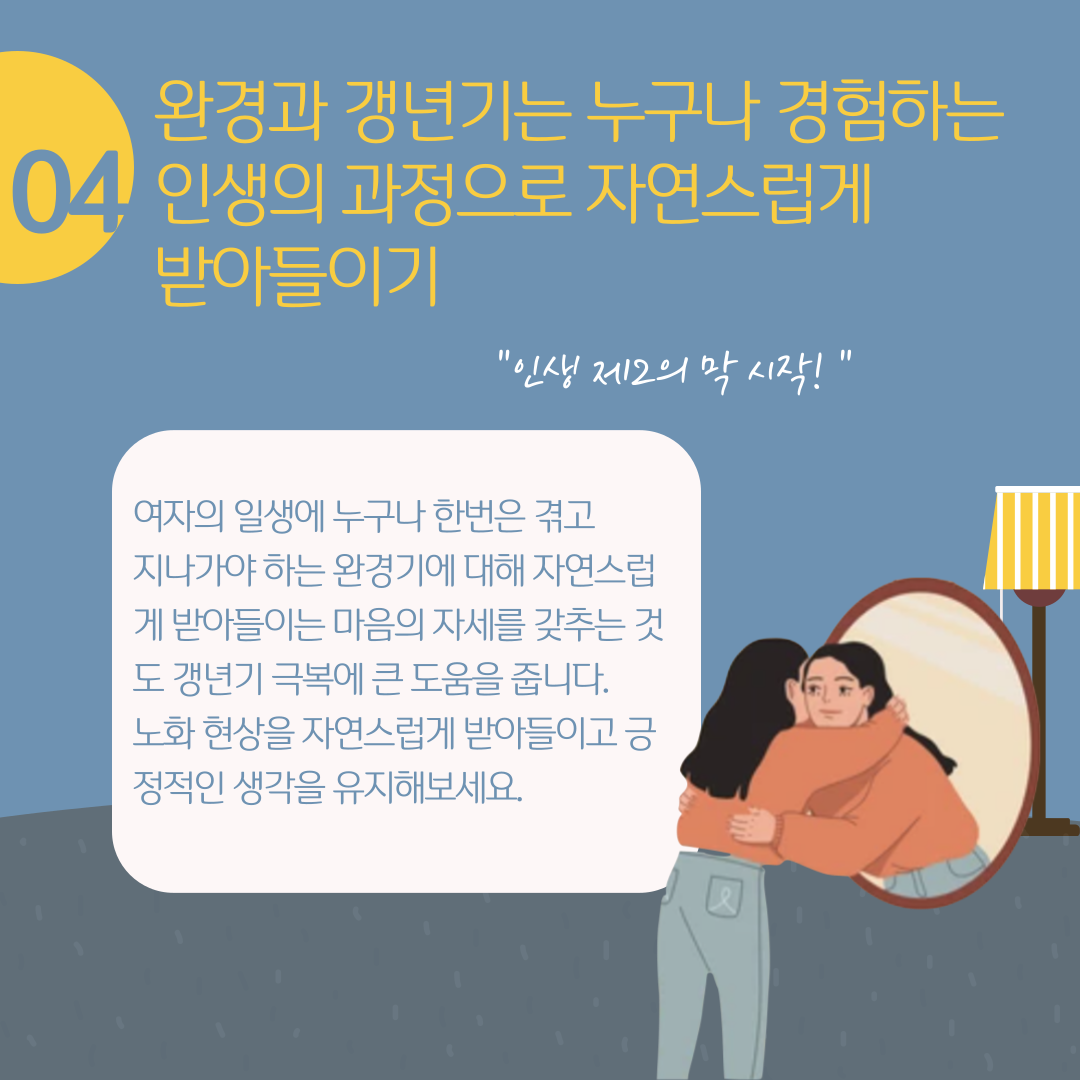 04
완경과 갱년기는 누구나 경험하는
인생의 과정으로 자연스럽게
받아들이기
"인생 제2의 막 시작! "
여자의 일생에 누구나 한번은 겪고
지나가야 하는 완경기에 대해 자연스럽
게 받아들이는 마음의 자세를 갖추는 것
도 갱년기 극복에 큰 도움을 줍니다.
노화 현상을 자연스럽게 받아들이고 긍
정적인 생각을 유지해보세요.